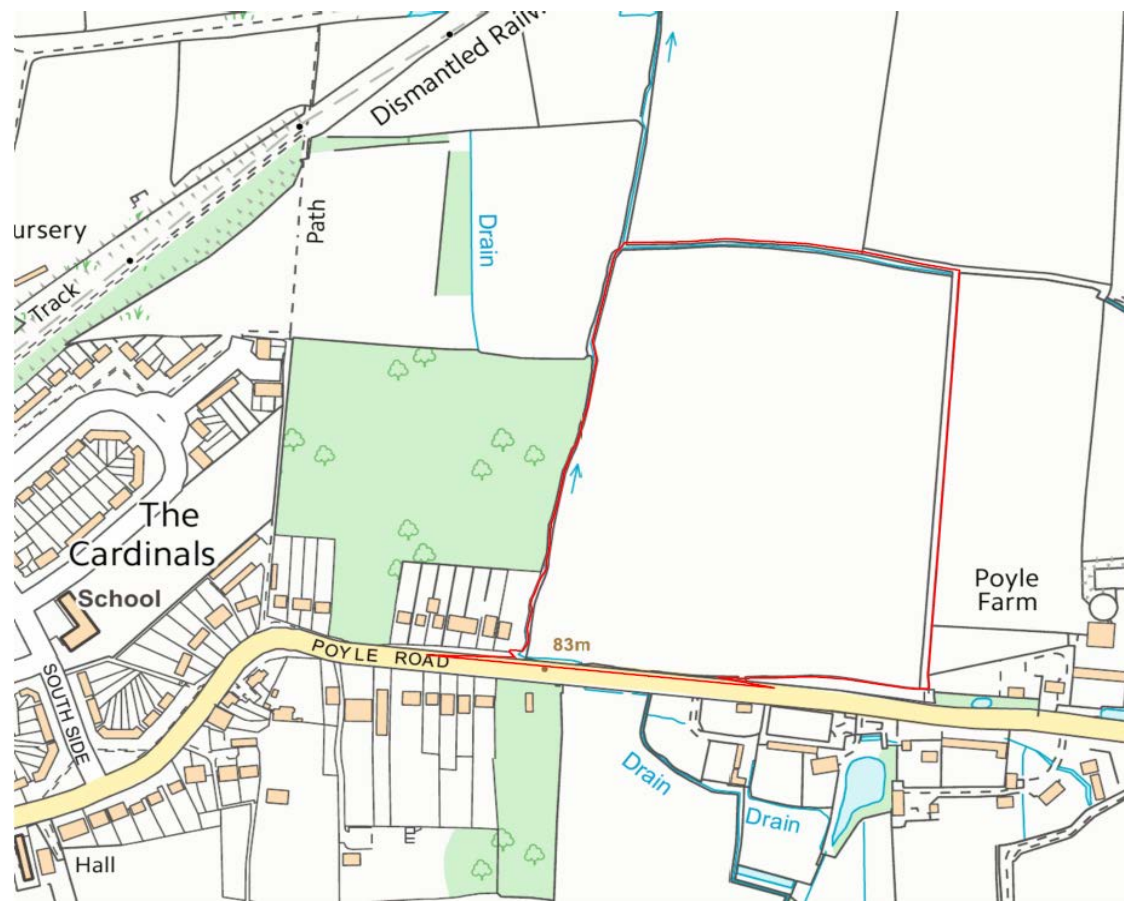 Dismantled Railw
Drain
Path
ursery
Track
The
Cardinals
School
Poyle
Farm
83m
POYLE ROAD
SOUTH SIDE
Drain
Drain
Hall